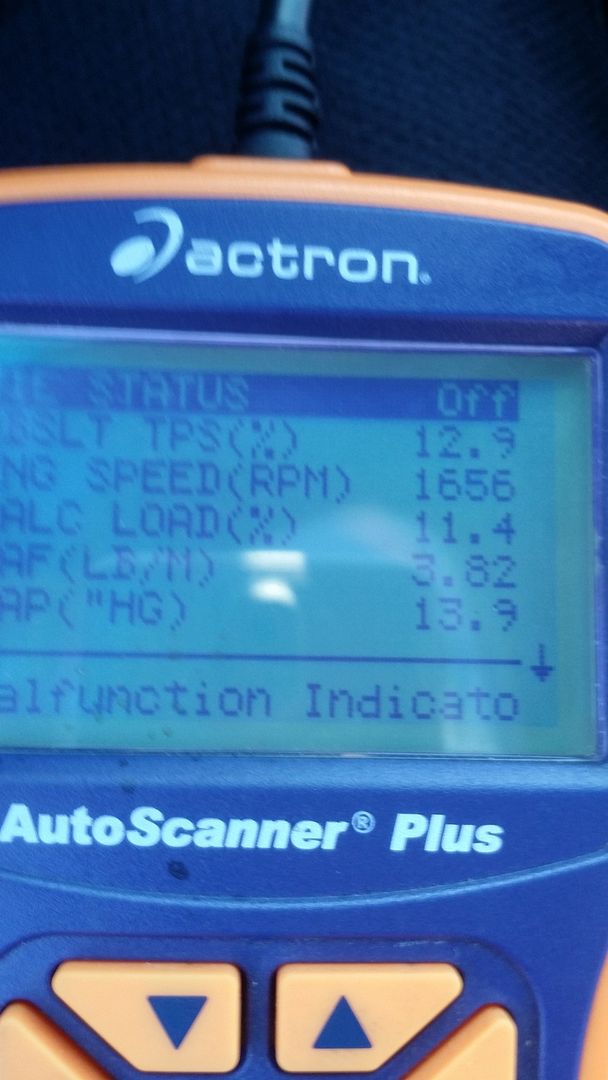 actron®
STATUS Off
BSLT TPS(%) 12.9
NG SPEED(RPM) 1656
ALC LOAD(%) 11.4
AF(LB/M) 3.82
AP("HG) 13.9
alfunction Indicato
AutoScanner® Plus